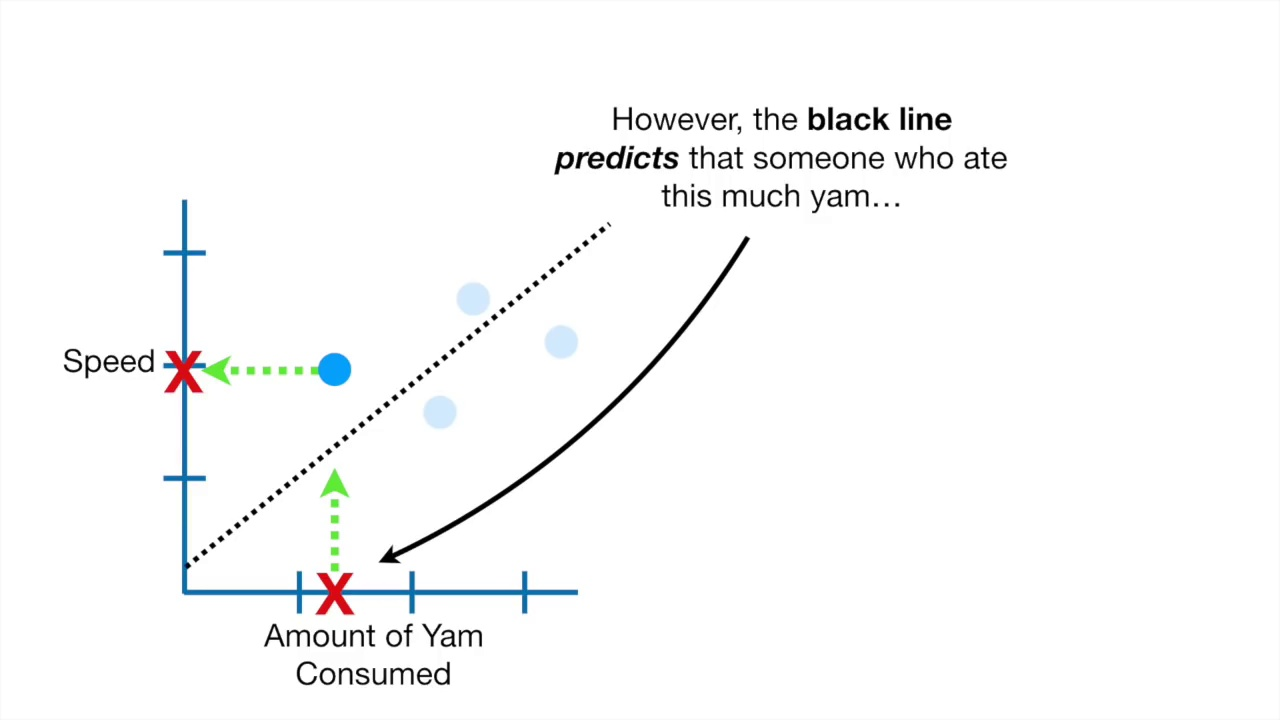 However, the black line
predicts that someone who ate
this much yam…
Speed
X
X
Amount of Yam
Consumed